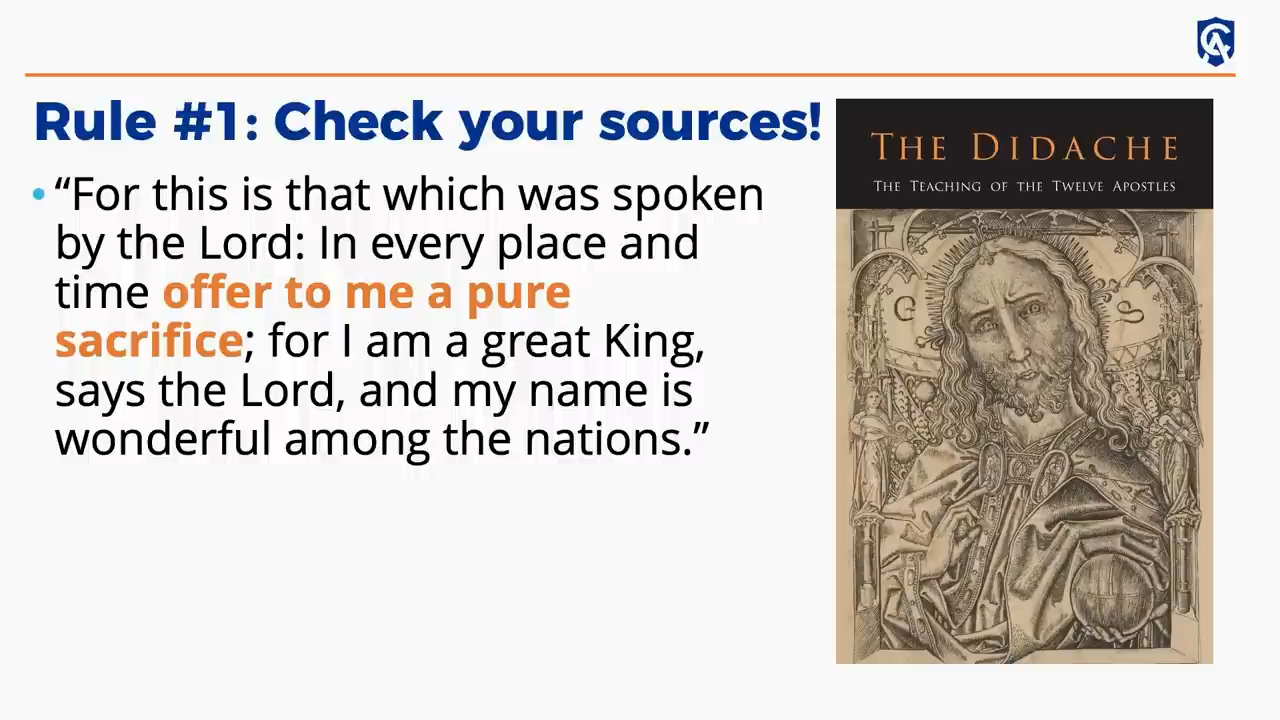 Rule #1: Check your sources!
• “For this is that which was spoken
by the Lord: In every place and
time offer to me a pure
sacrifice; for I am a great King,
says the Lord, and my name is
wonderful among the nations.”
THE DIDACHE
THE TEACHING OF THE TWELVE APOSTLES
G S